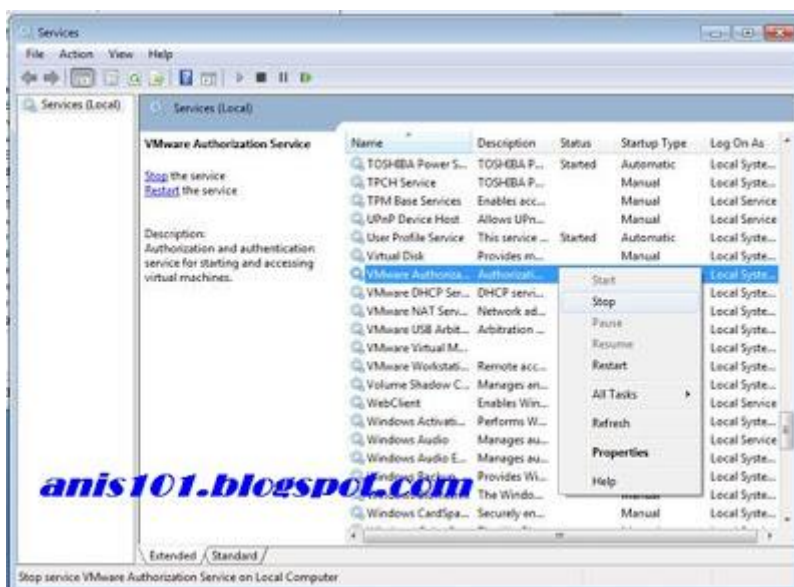 Services
File Action View Help
Services (Local)
Services (Local)
VMware Authorization Service
Stop the service
Restart the service
Description:
Authorization and authentication
service for starting and accessing
virtual machines.
Name Description Status Startup Type Log On As
TOSHIBA Power S... TOSHIBA P... Started Automatic Local Syste...
TPCH Service TOSHIBA P... Manual Local Syste...
TPM Base Services Enables acc... Manual Local Service
UPnP Device Host Allows UPn... Manual Local Service
User Profile Service This service ... Started Automatic Local Syste...
Virtual Disk Provides m... Manual Local Syste...
VMware Authoriza... Authorizati... Local Syste...
VMware DHCP Ser... DHCP servi... Local Syste...
VMware NAT Serv... Network ad... Local Syste...
VMware USB Arbit... Arbitration ... Local Syste...
VMware Virtual M... Local Syste...
VMware Workstati... Remote acc... Local Syste...
Volume Shadow C... Manages an... Local Syste...
WebClient Enables Win... Local Service
Windows Activati... Performs W... Local Syste...
Windows Audio Manages au... Local Service
Windows Audio E... Manages au... Local Syste...
Windows Backup Provides Wi... Local Syste...
The Windo... Manual Local Syste...
Windows CardSpa... Securely en... Manual Local Syste...
Start
Stop
Pause
Resume
Restart
All Tasks
Refresh
Properties
Help
anis101.blogspot.com
Extended Standard
Stop service VMware Authorization Service on Local Computer